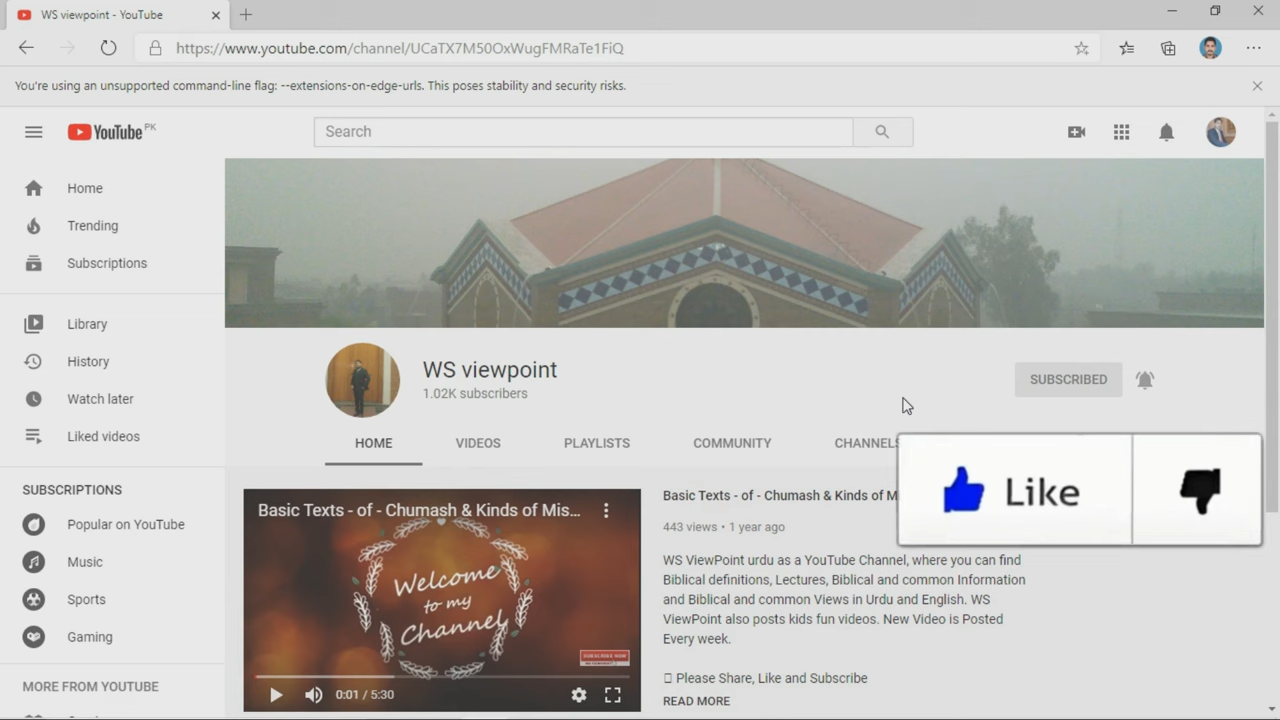 WS viewpoint - YouTube
https://www.youtube.com/channel/UCaTX7M50OxWugFMRaTe1FiQ
You're using an unsupported command-line flag: --extensions-on-edge-urls. This poses stability and security risks.
YouTube PK
Search
Home
Trending
Subscriptions
Library
History
Watch later
Liked videos
SUBSCRIPTIONS
Popular on YouTube
Music
Sports
Gaming
MORE FROM YOUTUBE
WS viewpoint
1.02K subscribers
SUBSCRIBED
HOME VIDEOS PLAYLISTS COMMUNITY CHANNELS
Like
Basic Texts - of - Chumash & Kinds of Mis...
Welcome
to my
Channel
SUBSCRIBE NOW
0:01 / 5:30
Basic Texts - of - Chumash & Kinds of M
443 views • 1 year ago
WS ViewPoint urdu as a YouTube Channel, where you can find
Biblical definitions, Lectures, Biblical and common Information
and Biblical and common Views in Urdu and English. WS
ViewPoint also posts kids fun videos. New Video is Posted
Every week.
Please Share, Like and Subscribe
READ MORE